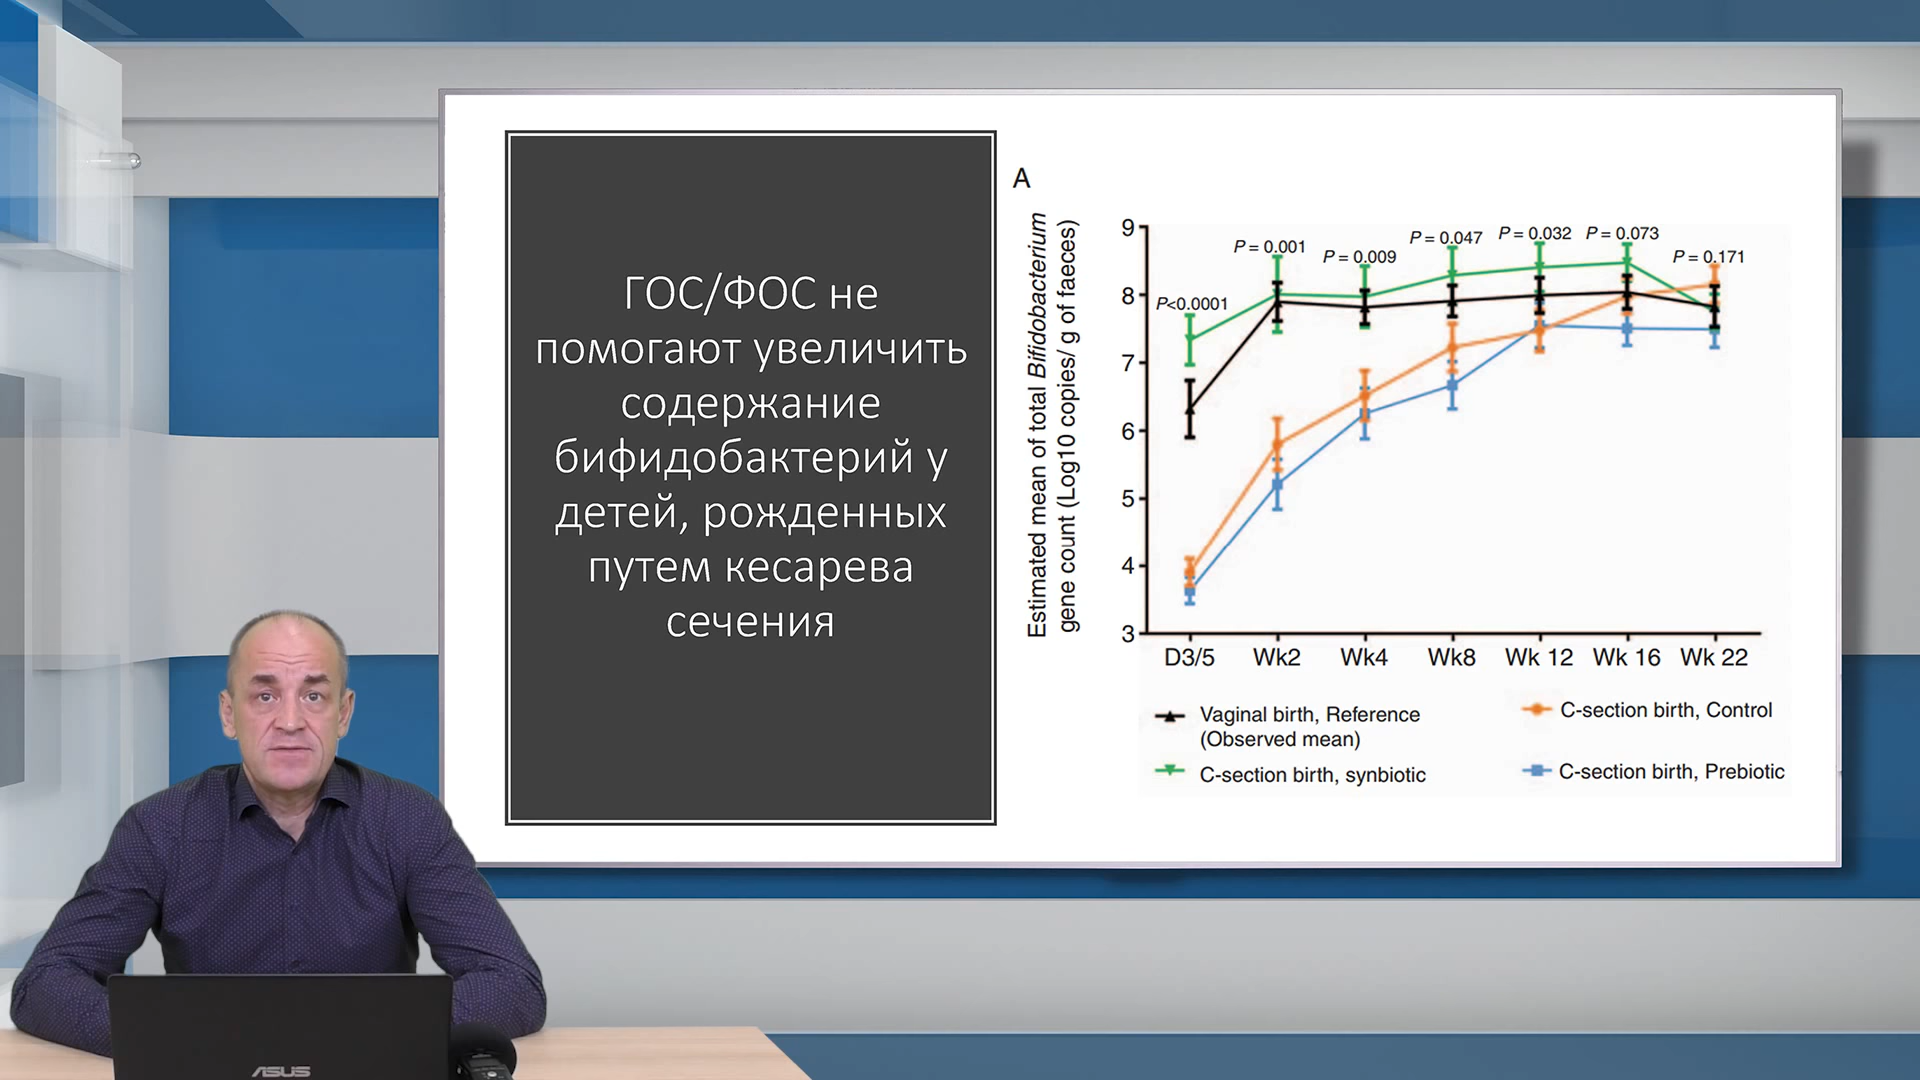 ГОС/ФОС не
помогают увеличить
содержание
бифидобактерий у
детей, рожденных
путем кесарева
сечения
A
Estimated mean of total Bifidobacterium
gene count (Log10 copies/ g of faeces)
9
8
7
6
5
4
3
P<0.0001
P = 0.001
P = 0.009
P = 0.047
P = 0.032
P = 0.073
P = 0.171
D3/5
Wk2
Wk4
Wk8
Wk 12
Wk 16
Wk 22
Vaginal birth, Reference
(Observed mean)
C-section birth, synbiotic
C-section birth, Control
C-section birth, Prebiotic
ASUS